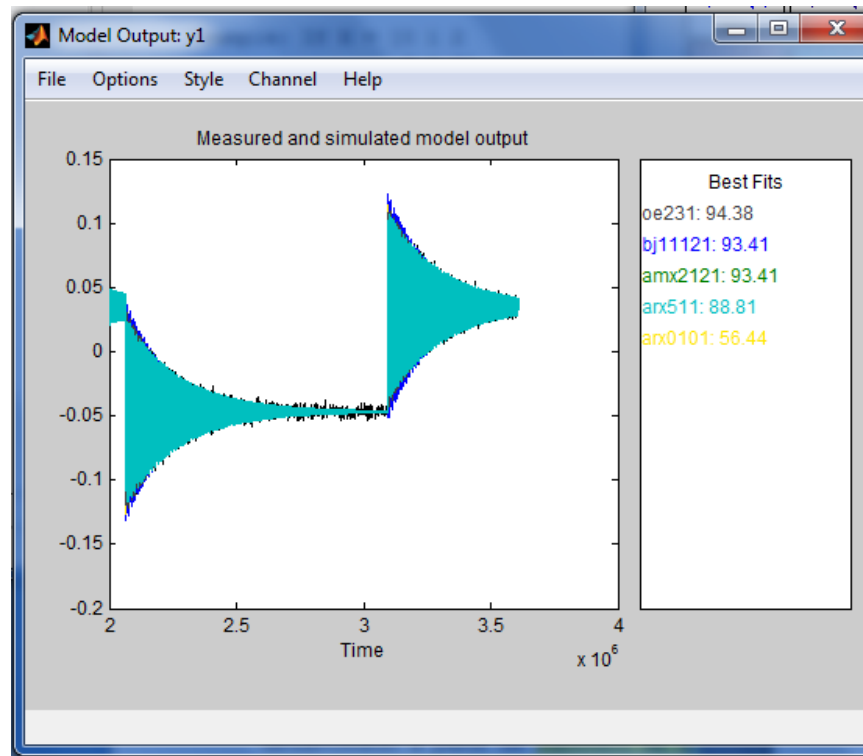 Model Output: y1
File Options Style Channel Help
Measured and simulated model output
0.15
0.1
0.05
0
-0.05
-0.1
-0.15
-0.2
2 2.5 3 3.5 4
Time
x 10^6
Best Fits
oe231: 94.38
bj11121: 93.41
amx2121: 93.41
arx511: 88.81
arx0101: 56.44